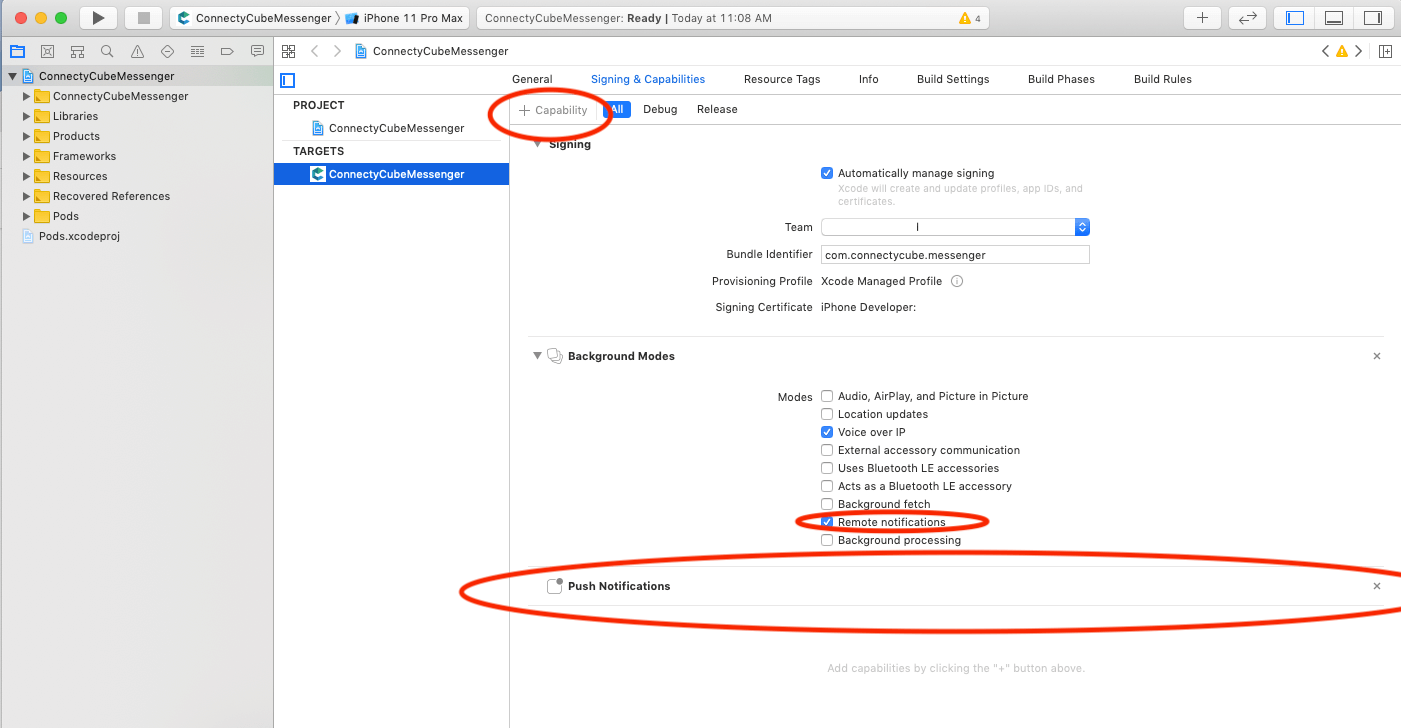 ConnectyCubeMessenger 〉 iPhone 11 Pro Max
ConnectyCubeMessenger: Ready | Today at 11:08 AM
4
ConnectyCubeMessenger
ConnectyCubeMessenger
Libraries
Products
Frameworks
Resources
Recovered References
Pods
Pods.xcodeproj
ConnectyCubeMessenger
General Signing & Capabilities Resource Tags Info Build Settings Build Phases Build Rules
PROJECT
ConnectyCubeMessenger
TARGETS
ConnectyCubeMessenger
+ Capability All Debug Release
Signing
Automatically manage signing
Xcode will create and update profiles, app IDs, and
certificates.
Team I
Bundle Identifier com.connectycube.messenger
Provisioning Profile Xcode Managed Profile
Signing Certificate iPhone Developer:
Background Modes
Modes Audio, AirPlay, and Picture in Picture
Location updates
Voice over IP
External accessory communication
Uses Bluetooth LE accessories
Acts as a Bluetooth LE accessory
Background fetch
Remote notifications
Background processing
Push Notifications
Add capabilities by clicking the "+" button above.